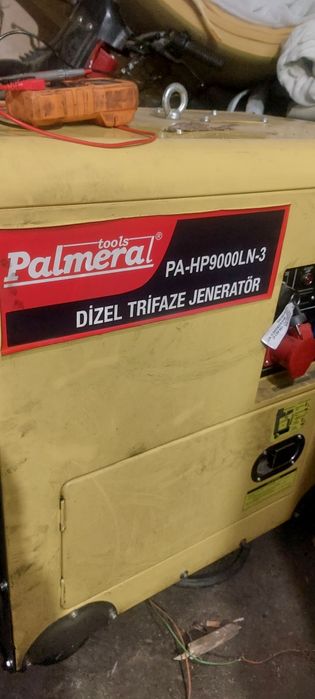 tools
Palmeral®
PA-HP9000LN-3
DİZEL TRİFAZE JENERATÖR